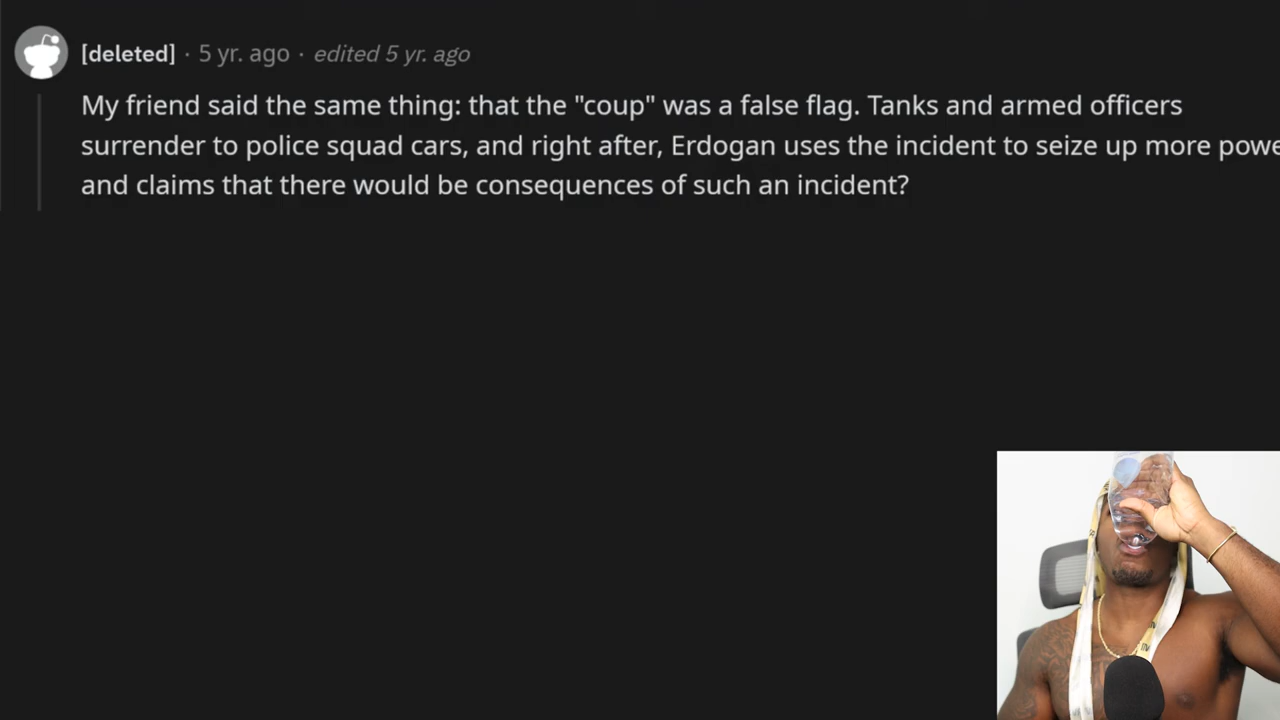 [deleted] · 5 yr. ago · edited 5 yr. ago
My friend said the same thing: that the "coup" was a false flag. Tanks and armed officers
surrender to police squad cars, and right after, Erdogan uses the incident to seize up more powe
and claims that there would be consequences of such an incident?